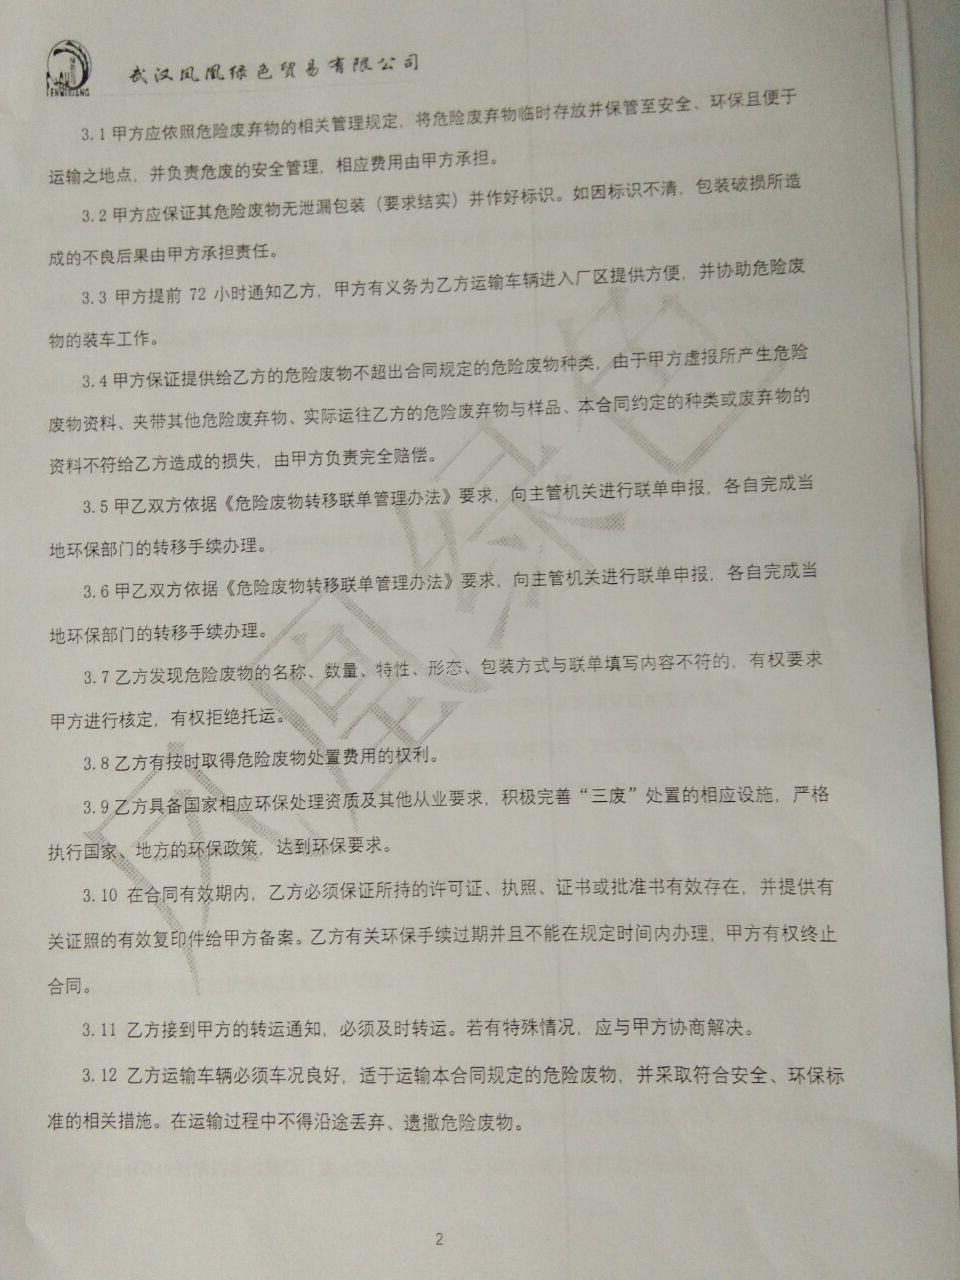 武汉凤凰绿色贸易有限公司
3.1 甲方应依照危险废弃物的相关管理规定，将危险废弃物临时存放并保管至安全、环保且便于
运输之地点，并负责危废的安全管理，相应费用由甲方承担。
3.2 甲方应保证其危险废物无泄漏包装（要求结实）并作好标识。如因标识不清，包装破损所造
成的不良后果由甲方承担责任。
3.3 甲方提前 72 小时通知乙方，甲方有义务为乙方运输车辆进入厂区提供方便，并协助危险废
物的装车工作。
3.4 甲方保证提供给乙方的危险废物不超出合同规定的危险废物种类，由于甲方虚报所产生危险
废物资料、夹带其他危险废弃物、实际运往乙方的危险废弃物与样品、本合同约定的种类或废弃物的
资料不符给乙方造成的损失，由甲方负责完全赔偿。
3.5 甲乙双方依据《危险废物转移联单管理办法》要求，向主管机关进行联单申报，各自完成当
地环保部门的转移手续办理。
3.6 甲乙双方依据《危险废物转移联单管理办法》要求，向主管机关进行联单申报，各自完成当
地环保部门的转移手续办理。
3.7 乙方发现危险废物的名称、数量、特性、形态、包装方式与联单填写内容不符的，有权要求
甲方进行核定，有权拒绝托运。
3.8 乙方有按时取得危险废物处置费用的权利。
3.9 乙方具备国家相应环保处理资质及其他从业要求，积极完善“三废”处置的相应设施，严格
执行国家、地方的环保政策，达到环保要求。
3.10 在合同有效期内，乙方必须保证所持的许可证、执照、证书或批准书有效存在，并提供有
关证照的有效复印件给甲方备案。乙方有关环保手续过期并且不能在规定时间内办理，甲方有权终止
合同。
3.11 乙方接到甲方的转运通知，必须及时转运。若有特殊情况，应与甲方协商解决。
3.12 乙方运输车辆必须车况良好，适于运输本合同规定的危险废物，并采取符合安全、环保标
准的相关措施。在运输过程中不得沿途丢弃、遗撒危险废物。
凤凰绿色
2